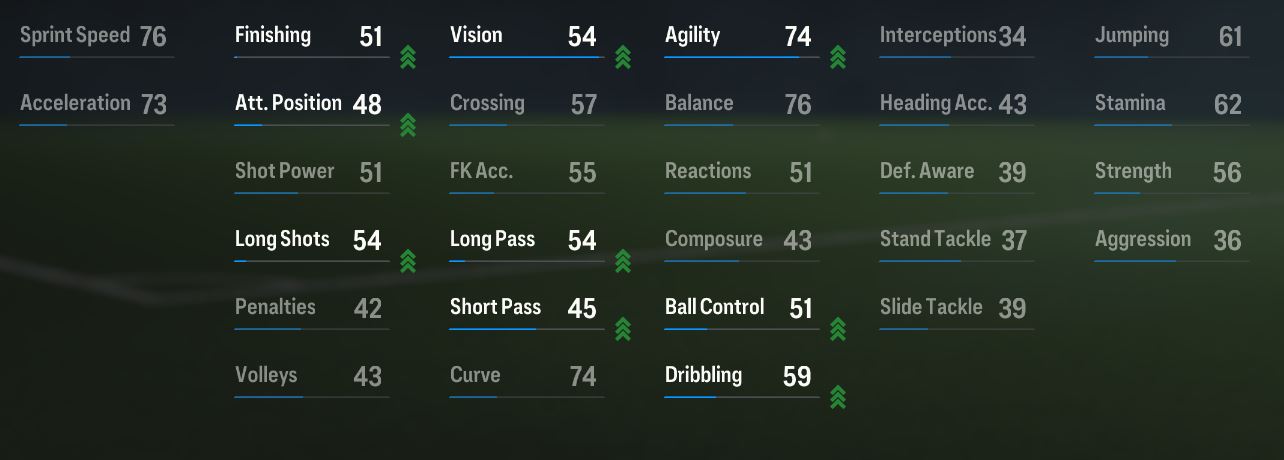 Sprint Speed 76 Finishing 51 Vision 54 Agility 74 Interceptions 34 Jumping 61
Acceleration 73 Att. Position 48 Crossing 57 Balance 76 Heading Acc. 43 Stamina 62
Shot Power 51 FK Acc. 55 Reactions 51 Def. Aware 39 Strength 56
Long Shots 54 Long Pass 54 Composure 43 Stand Tackle 37 Aggression 36
Penalties 42 Short Pass 45 Ball Control 51 Slide Tackle 39
Volleys 43 Curve 74 Dribbling 59